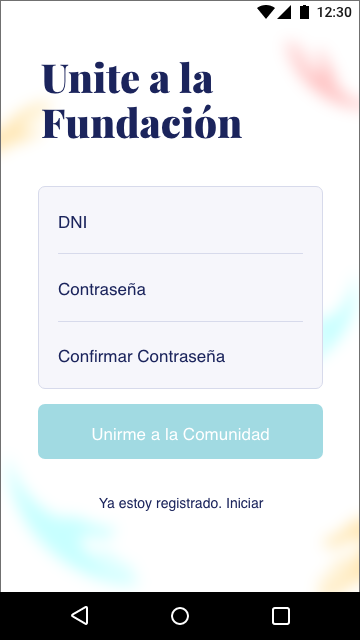 12:30
Unite a la
Fundación
DNI
Contraseña
Confirmar Contraseña
Unirme a la Comunidad
Ya estoy registrado. Iniciar